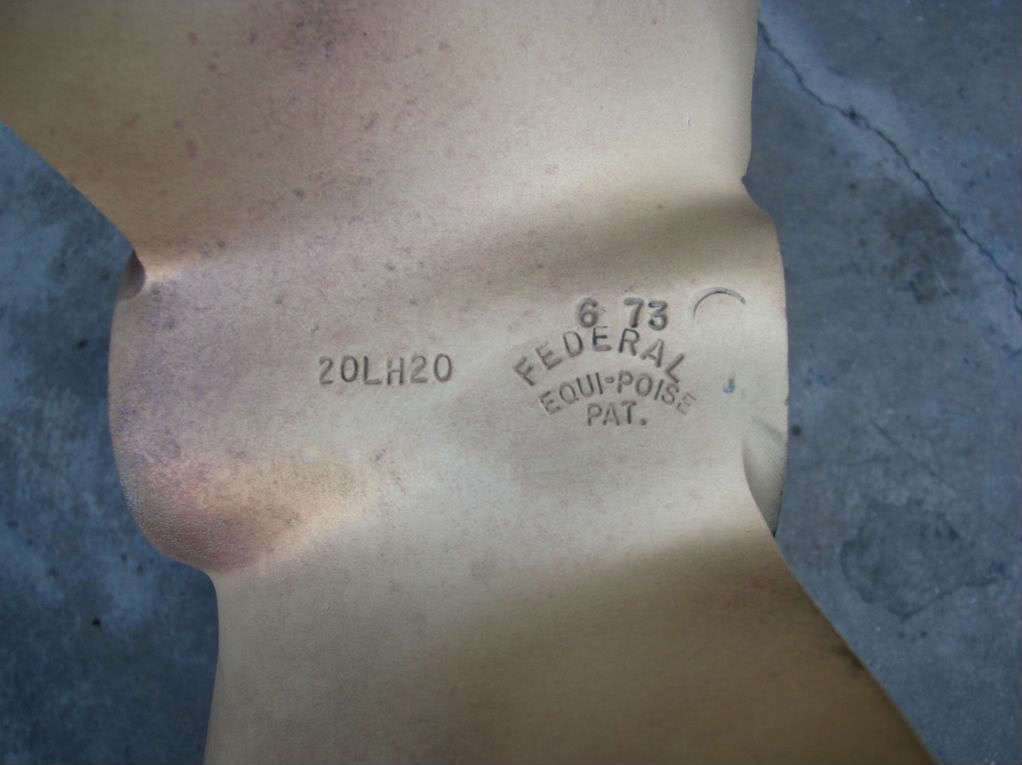 6 73
20LH20
FEDERAL
EQUI-POISE
PAT.